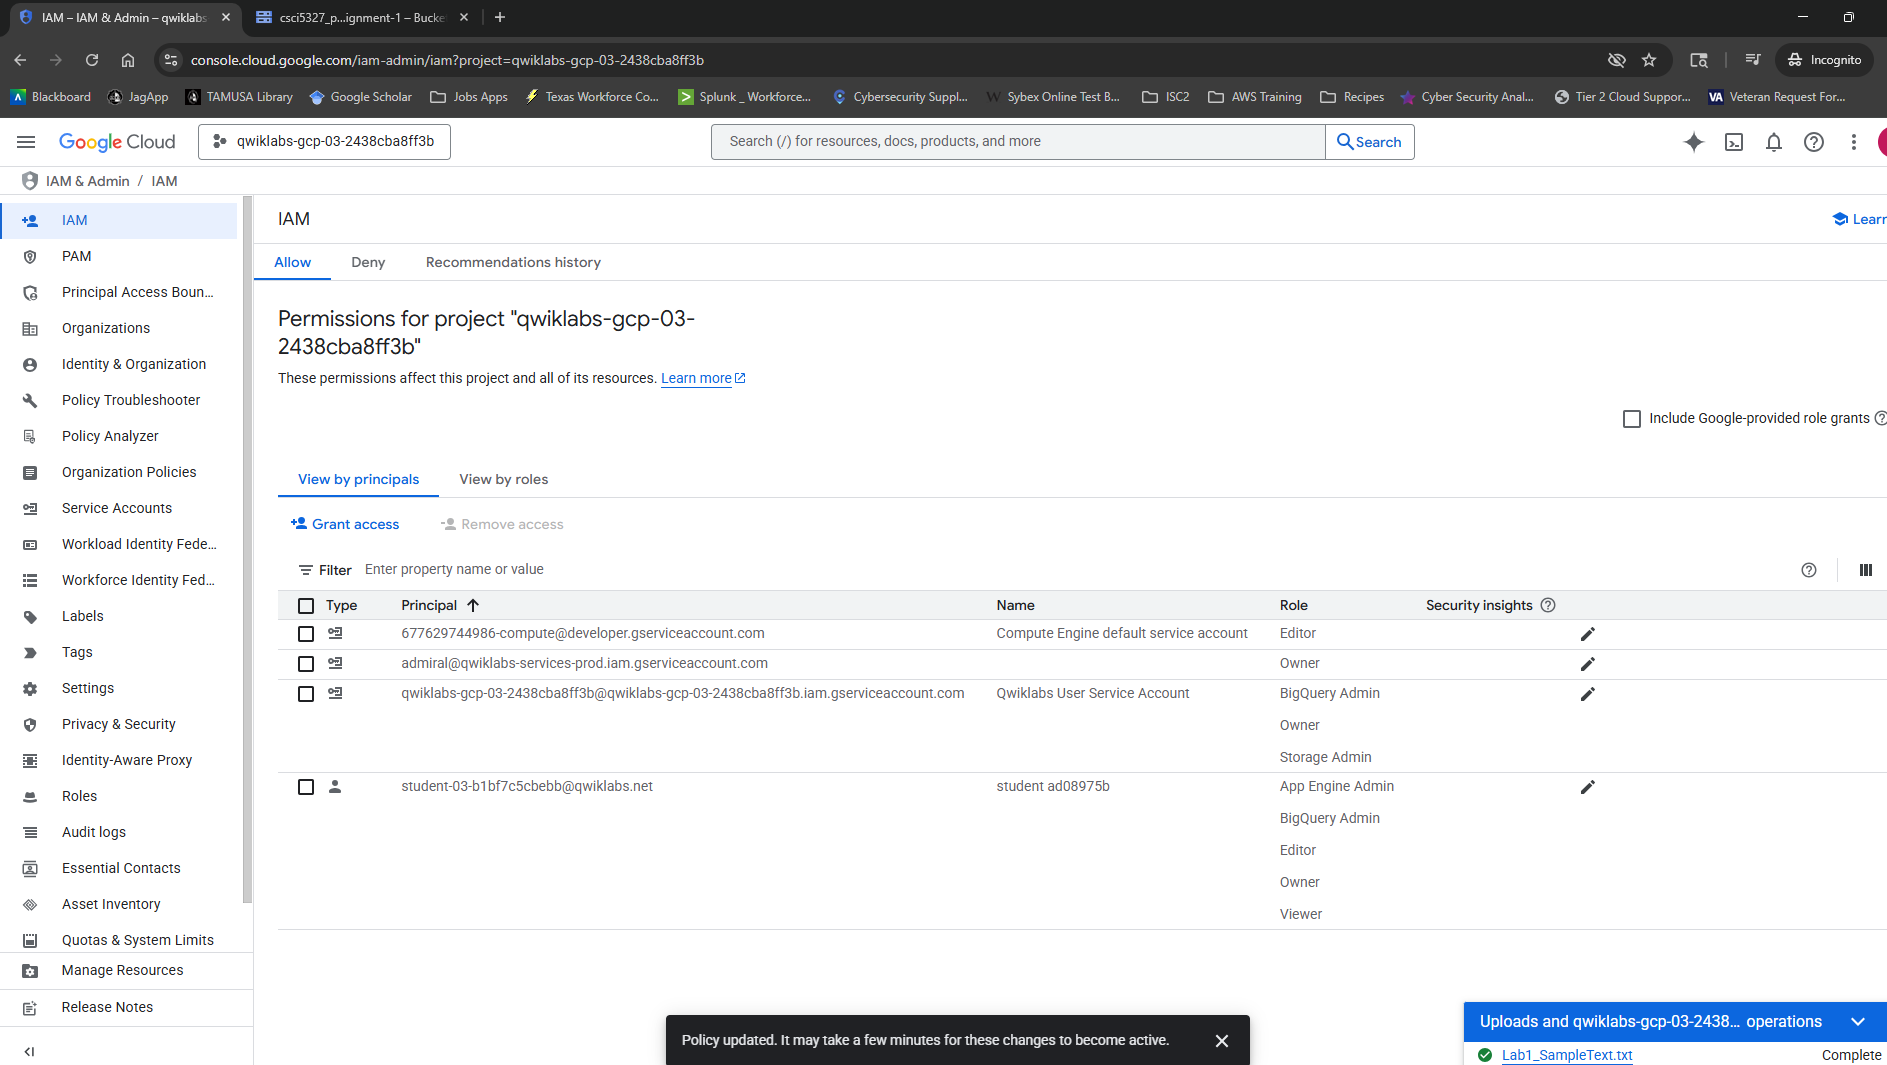 IAM – IAM & Admin – qwiklabs
csci5327_p...ignment-1 – Bucke
console.cloud.google.com/iam-admin/iam?project=qwiklabs-gcp-03-2438cba8ff3b
Incognito
Blackboard JagApp TAMUSA Library Google Scholar Jobs Apps Texas Workforce Co... Splunk _ Workforce... Cybersecurity Suppl... Sybex Online Test B... ISC2 AWS Training Recipes Cyber Security Anal... Tier 2 Cloud Suppor... Veteran Request For...
Google Cloud
qwiklabs-gcp-03-2438cba8ff3b
Search (/) for resources, docs, products, and more
Search
IAM & Admin / IAM
IAM
PAM
Principal Access Boun...
Organizations
Identity & Organization
Policy Troubleshooter
Policy Analyzer
Organization Policies
Service Accounts
Workload Identity Fede...
Workforce Identity Fed...
Labels
Tags
Settings
Privacy & Security
Identity-Aware Proxy
Roles
Audit logs
Essential Contacts
Asset Inventory
Quotas & System Limits
Manage Resources
Release Notes
IAM
Learn
Allow Deny Recommendations history
Permissions for project "qwiklabs-gcp-03-
2438cba8ff3b"
These permissions affect this project and all of its resources. Learn more
Include Google-provided role grants
View by principals View by roles
Grant access Remove access
Filter Enter property name or value
Type Principal Name Role Security insights
677629744986-compute@developer.gserviceaccount.com Compute Engine default service account Editor
admiral@qwiklabs-services-prod.iam.gserviceaccount.com Owner
qwiklabs-gcp-03-2438cba8ff3b@qwiklabs-gcp-03-2438cba8ff3b.iam.gserviceaccount.com Qwiklabs User Service Account BigQuery Admin
Owner
Storage Admin
student-03-b1bf7c5cbebb@qwiklabs.net student ad08975b App Engine Admin
BigQuery Admin
Editor
Owner
Viewer
Policy updated. It may take a few minutes for these changes to become active.
Uploads and qwiklabs-gcp-03-2438... operations
Lab1_SampleText.txt Complete